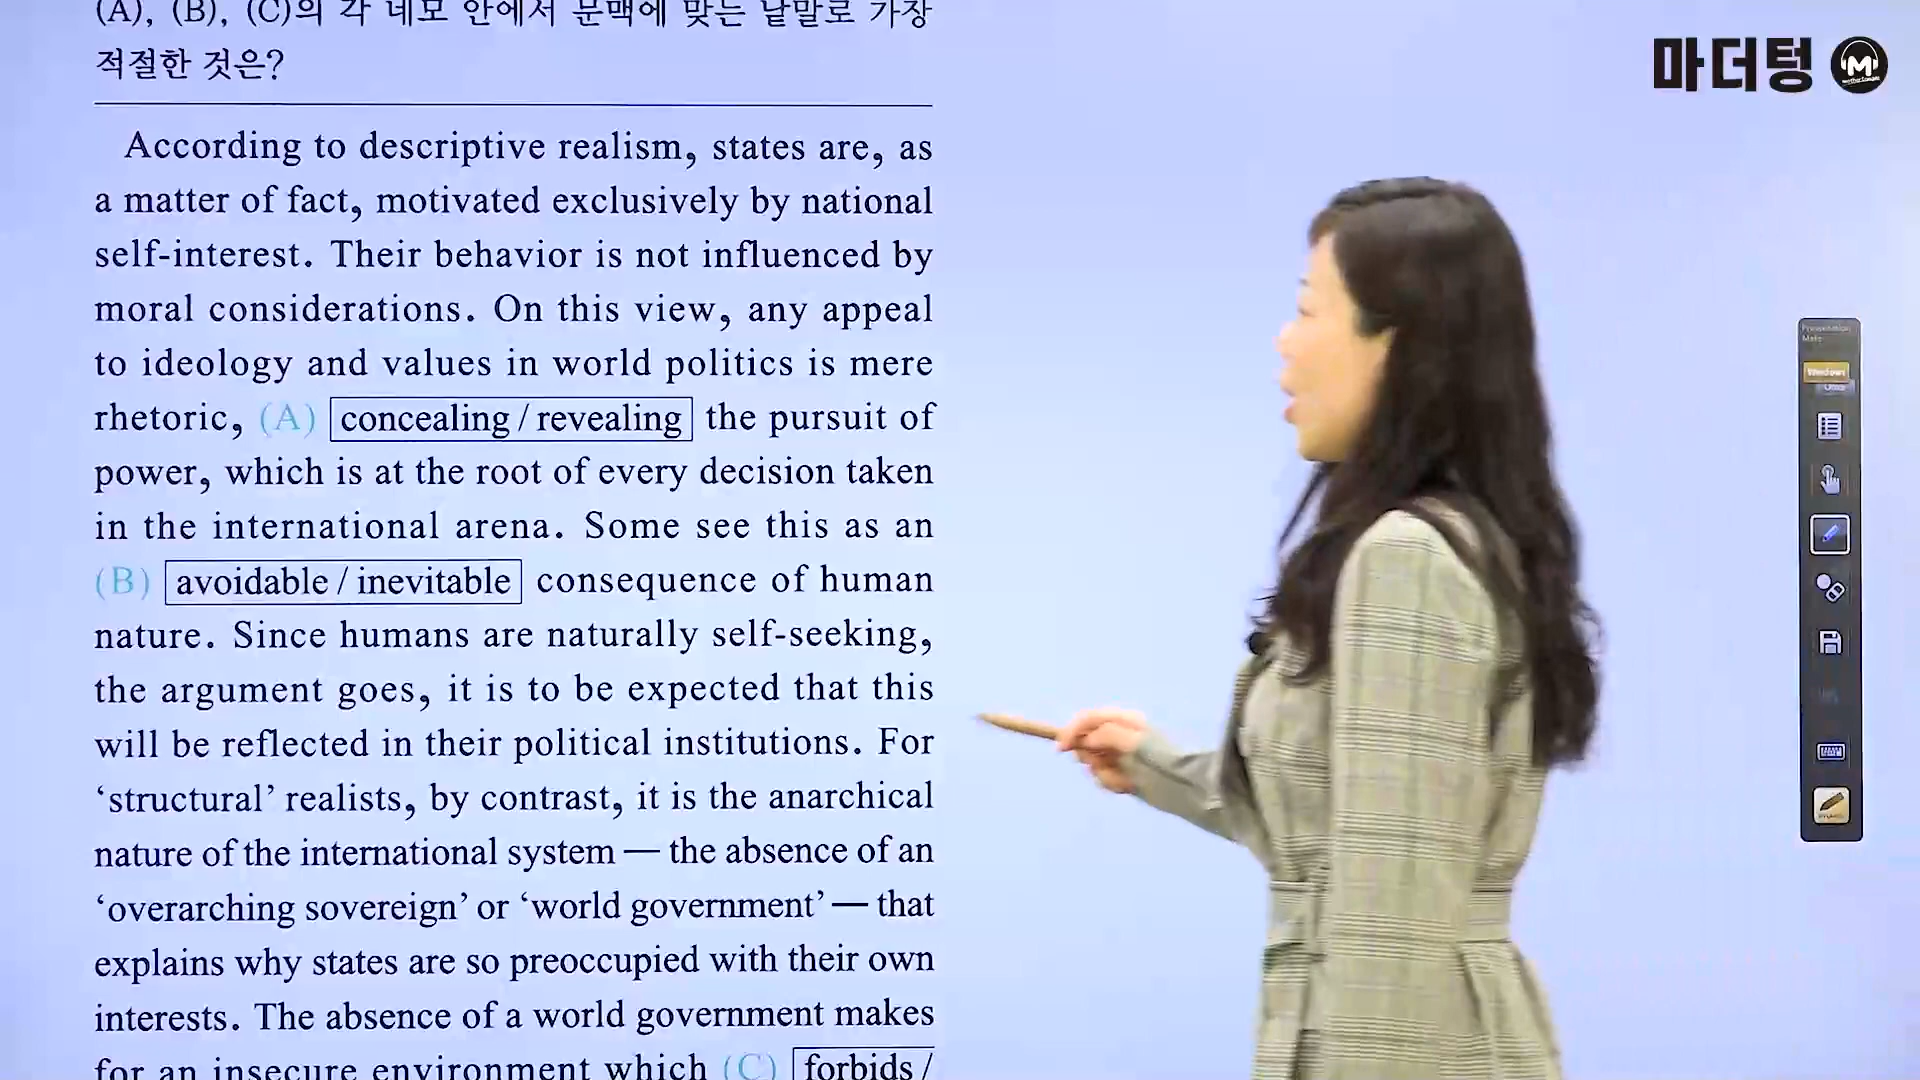 (A), (B), (C)의 각 네모 안에서 문맥에 맞는 낱말로 가장
적절한 것은?
마더텅
According to descriptive realism, states are, as
a matter of fact, motivated exclusively by national
self-interest. Their behavior is not influenced by
moral considerations. On this view, any appeal
to ideology and values in world politics is mere
rhetoric, (A) concealing / revealing the pursuit of
power, which is at the root of every decision taken
in the international arena. Some see this as an
(B) avoidable / inevitable consequence of human
nature. Since humans are naturally self-seeking,
the argument goes, it is to be expected that this
will be reflected in their political institutions. For
‘structural’ realists, by contrast, it is the anarchical
nature of the international system — the absence of an
‘overarching sovereign’ or ‘world government’ — that
explains why states are so preoccupied with their own
interests. The absence of a world government makes
for an insecure environment which (C) forbids /
Windows